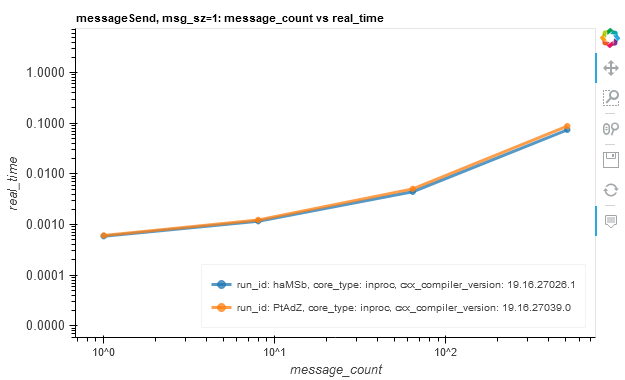 messageSend, msg_sz=1: message_count vs real_time
1.0000
0.1000
0.0100
0.0010
0.0001
0.0000
real_time
run_id: haMSb, core_type: inproc, cxx_compiler_version: 19.16.27026.1
run_id: PtAdZ, core_type: inproc, cxx_compiler_version: 19.16.27039.0
10^0 10^1 10^2
message_count